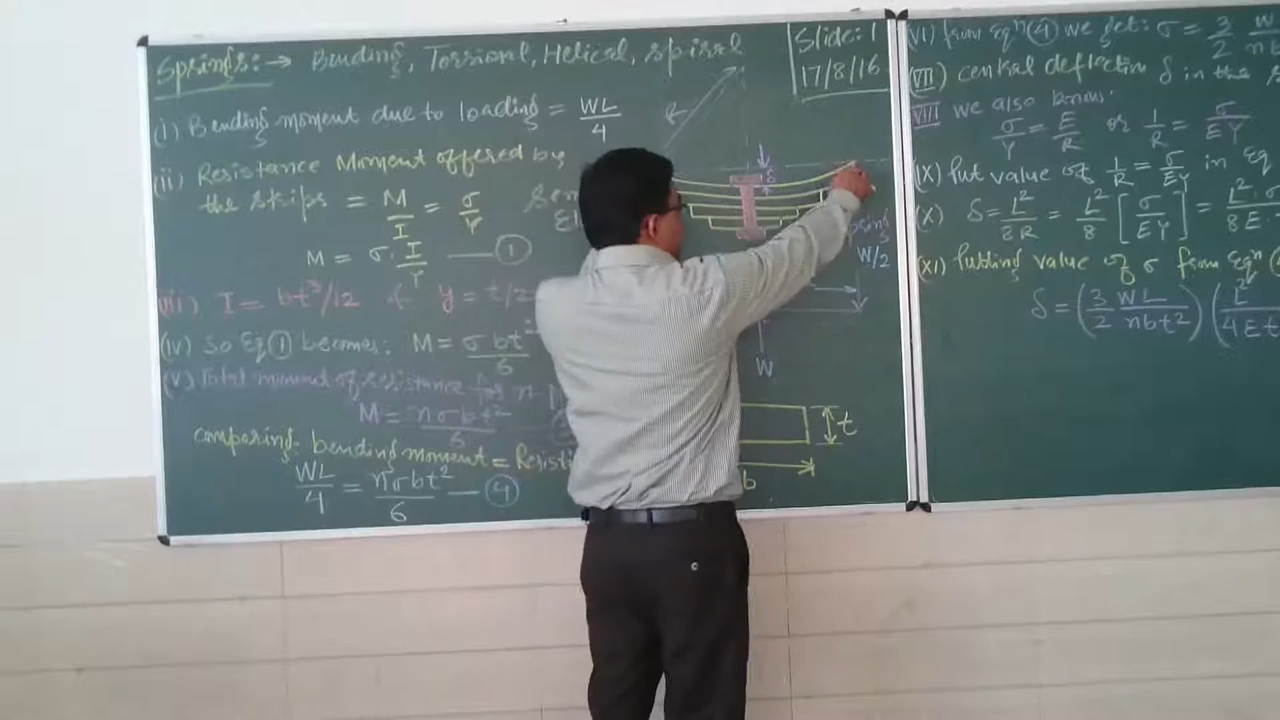 Springs:→ Bending, Torsional, Helical, spiral
Slide: 1
17/8/16
(i) Bending moment due to loading = WL/4
(ii) Resistance Moment offered by
the strips = M/I = σ/Y
M = σ·I/Y —— ①
(iii) I = bt³/12 & y = t/2
(iv) So Eq ① becomes: M = σbt²/6
(v) Total moment of resistance
M = nσbt²/6
comparing: bending moment = Resisti
WL/4 = nσbt²/6 — ④
δ
W/2
W
t
b
(VI) from eqⁿ ④ we get: σ = 3/2 W
nb
(VII) central deflection δ in the
VIII we also know:
σ/Y = E/R or 1/R = σ/EY
(IX) Put value of 1/R = σ/EY in eq
(X) δ = L²/8R = L²/8 [σ/EY] = L²·σ/8E·
(XI) Putting value of σ from eqⁿ
δ = (3/2 WL/nbt²) (L²/4Et